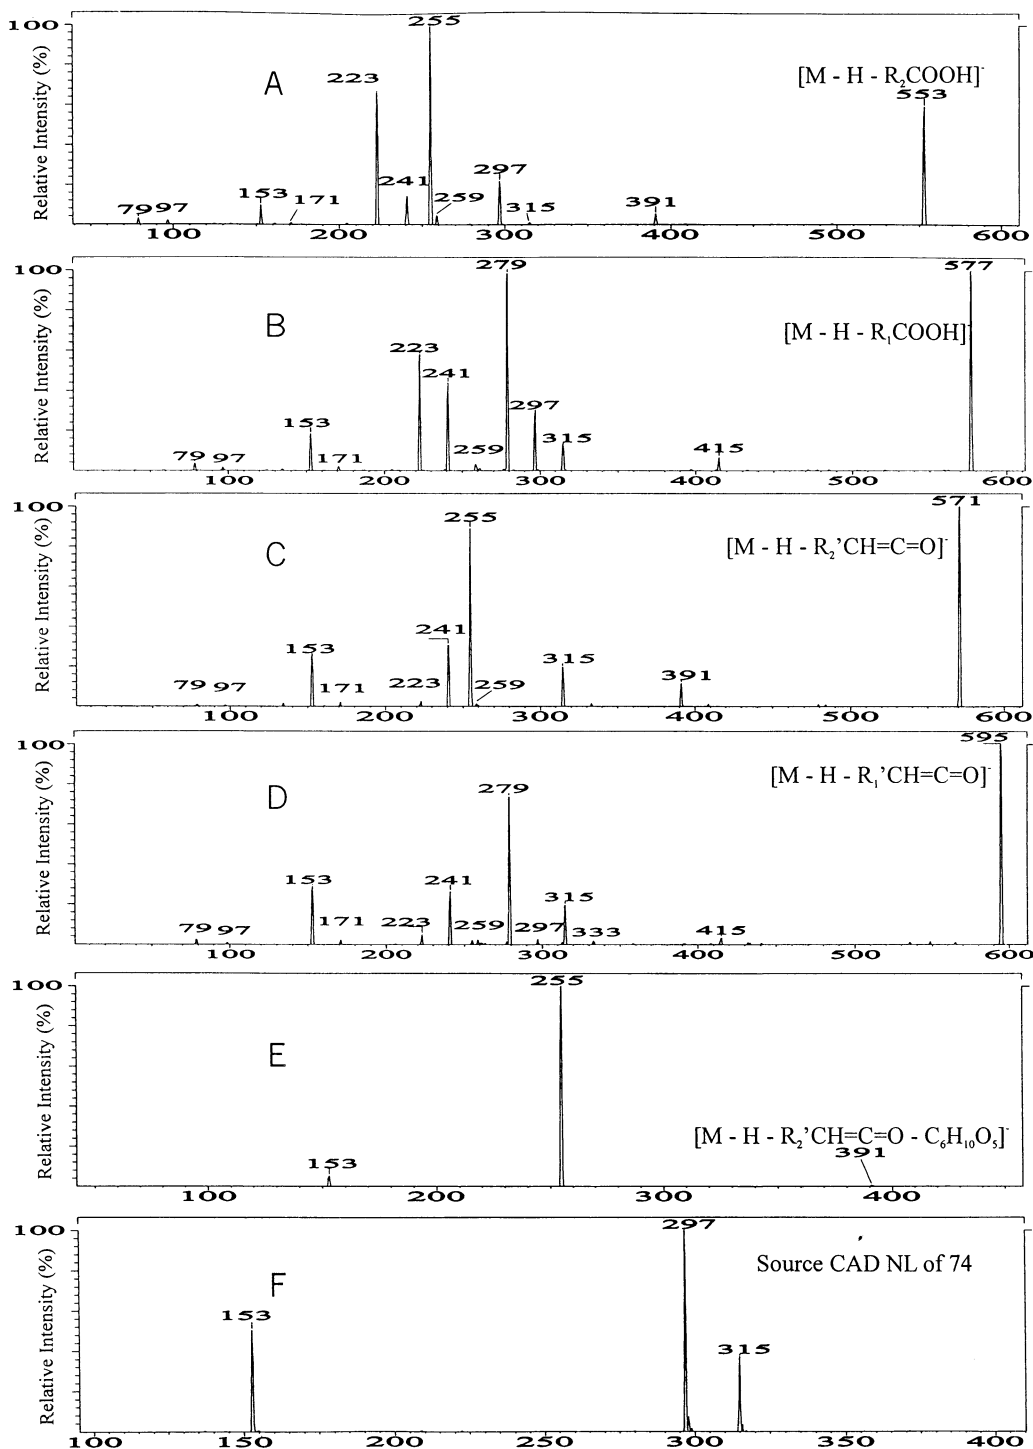 100
Relative Intensity (%)
A
[M - H - R₂COOH]⁻
79
97
153
171
223
241
255
259
297
315
391
553
100 200 300 400 500 600
100
Relative Intensity (%)
B
[M - H - R₁COOH]⁻
79
97
153
171
223
241
259
279
297
315
415
577
100 200 300 400 500 600
100
Relative Intensity (%)
C
[M - H - R₂'CH=C=O]⁻
79
97
153
171
223
241
255
259
315
391
571
100 200 300 400 500 600
100
Relative Intensity (%)
D
[M - H - R₁'CH=C=O]⁻
79
97
153
171
223
241
259
279
297
315
333
415
595
100 200 300 400 500 600
100
Relative Intensity (%)
E
[M - H - R₂'CH=C=O - C₆H₁₀O₅]⁻
153
255
391
100 200 300 400
100
Relative Intensity (%)
F
Source CAD NL of 74
153
297
315
100 150 200 250 300 350 400